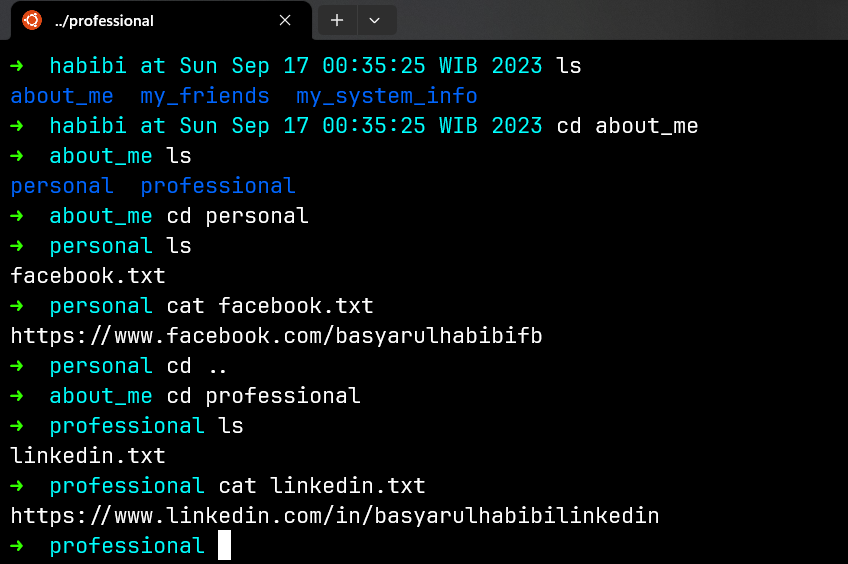 ../professional
➜ habibi at Sun Sep 17 00:35:25 WIB 2023 ls
about_me my_friends my_system_info
➜ habibi at Sun Sep 17 00:35:25 WIB 2023 cd about_me
➜ about_me ls
personal professional
➜ about_me cd personal
➜ personal ls
facebook.txt
➜ personal cat facebook.txt
https://www.facebook.com/basyarulhabibifb
➜ personal cd ..
➜ about_me cd professional
➜ professional ls
linkedin.txt
➜ professional cat linkedin.txt
https://www.linkedin.com/in/basyarulhabibilinkedin
➜ professional